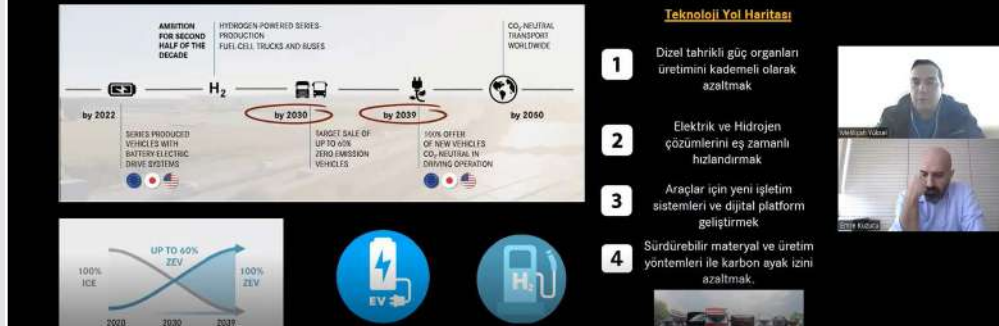 AMBITION
FOR SECOND
HALF OF THE
DECADE
HYDROGEN-POWERED SERIES-
PRODUCTION
FUEL-CELL TRUCKS AND BUSES
CO₂-NEUTRAL
TRANSPORT
WORLDWIDE
H₂
by 2022
by 2030
by 2039
by 2050
SERIES PRODUCED
VEHICLES WITH
BATTERY-ELECTRIC
DRIVE SYSTEMS
TARGET SALE OF
UP TO 60%
ZERO EMISSION
VEHICLES
100% OFFER
OF NEW VEHICLES
CO₂-NEUTRAL IN
DRIVING OPERATION
UP TO 60%
ZEV
100%
ICE
100%
ZEV
2020
2030
2039
EV
H₂
Teknoloji Yol Haritası
1
Dizel tahrikli güç organları
üretimini kademeli olarak
azaltmak
2
Elektrik ve Hidrojen
çözümlerini eş zamanlı
hızlandırmak
3
Araçlar için yeni işletim
sistemleri ve dijital platform
geliştirmek
4
Sürdürebilir materyal ve üretim
yöntemleri ile karbon ayak izini
azaltmak.
Melikşah Yüksel
Emre Kuzucu